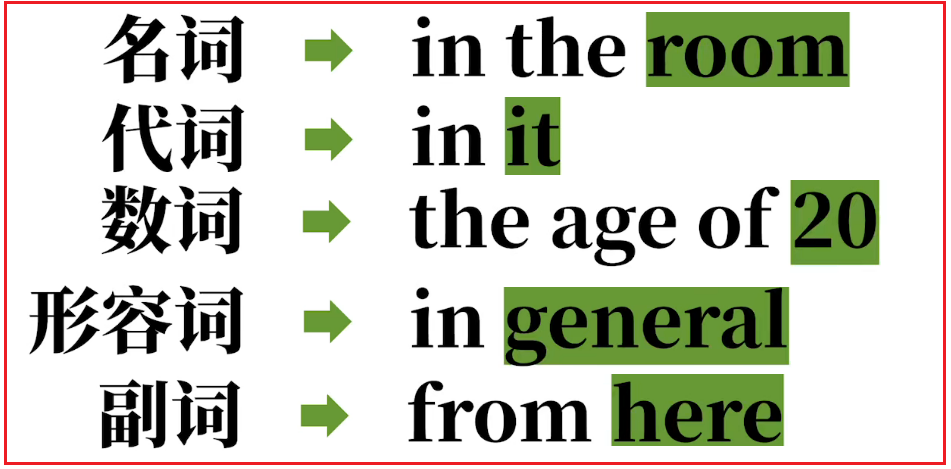 名词 in the room
代词 in it
数词 the age of 20
形容词 in general
副词 from here